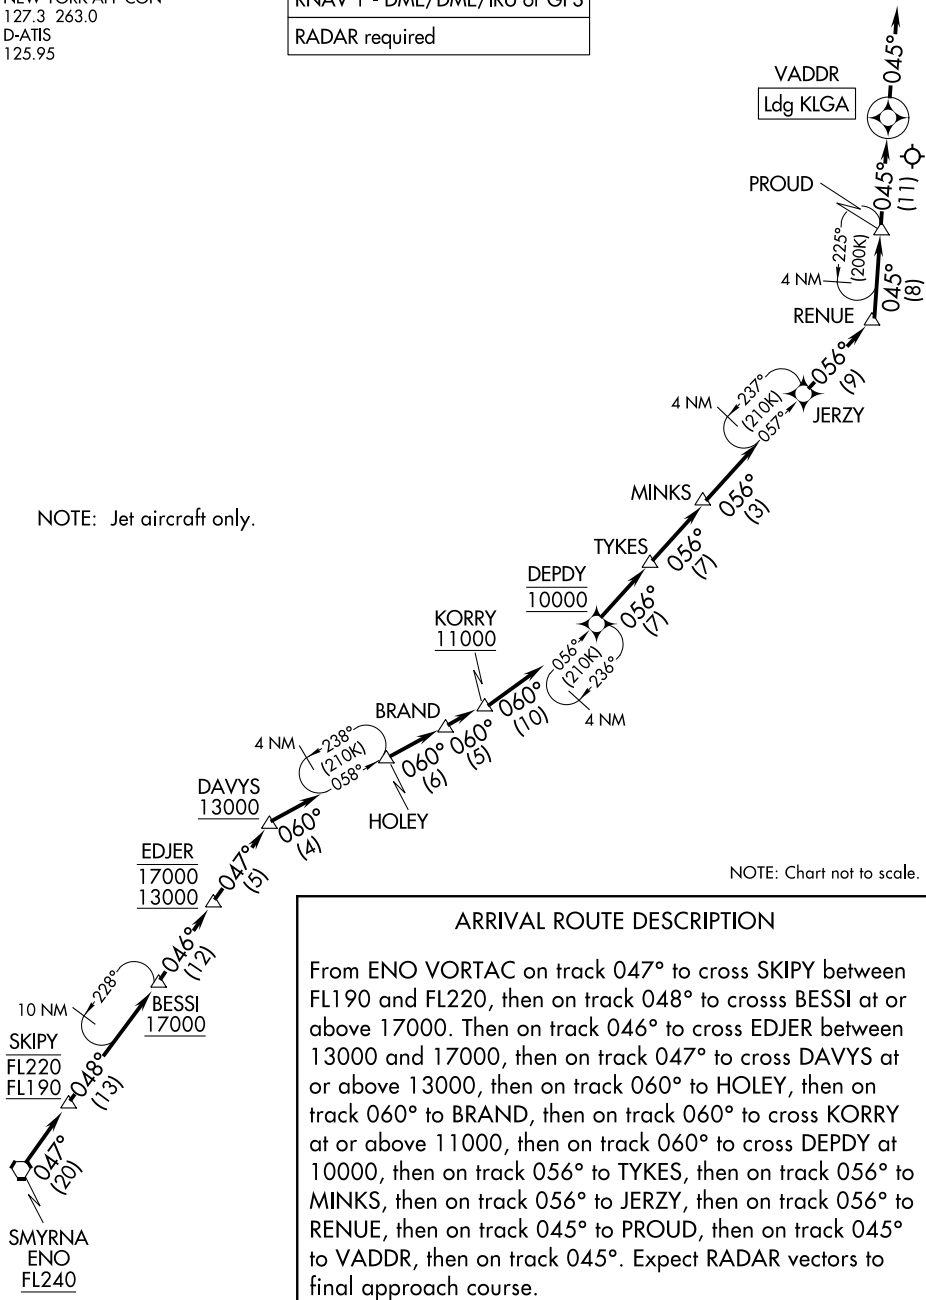 127.3 263.0
D-ATIS
125.95
RADAR required
045°
VADDR
Ldg KLGA
045°
(11)
PROUD
225°
(200K)
4 NM
045°
(8)
RENUE
056°
(9)
237°
(210K)
057°
4 NM
JERZY
MINKS
056°
(3)
NOTE: Jet aircraft only.
TYKES
056°
(7)
DEPDY
10000
056°
(7)
KORRY
11000
056°
(210K)
236°
4 NM
060°
(10)
BRAND
060°
(5)
060°
(6)
4 NM
238°
(210K)
058°
HOLEY
DAVYS
13000
060°
(4)
EDJER
17000
13000
047°
(5)
NOTE: Chart not to scale.
046°
(12)
BESSI
17000
228°
10 NM
SKIPY
FL220
FL190
048°
(13)
047°
(20)
SMYRNA
ENO
FL240
ARRIVAL ROUTE DESCRIPTION
From ENO VORTAC on track 047° to cross SKIPY between
FL190 and FL220, then on track 048° to crosss BESSI at or
above 17000. Then on track 046° to cross EDJER between
13000 and 17000, then on track 047° to cross DAVYS at
or above 13000, then on track 060° to HOLEY, then on
track 060° to BRAND, then on track 060° to cross KORRY
at or above 11000, then on track 060° to cross DEPDY at
10000, then on track 056° to TYKES, then on track 056° to
MINKS, then on track 056° to JERZY, then on track 056° to
RENUE, then on track 045° to PROUD, then on track 045°
to VADDR, then on track 045°. Expect RADAR vectors to
final approach course.